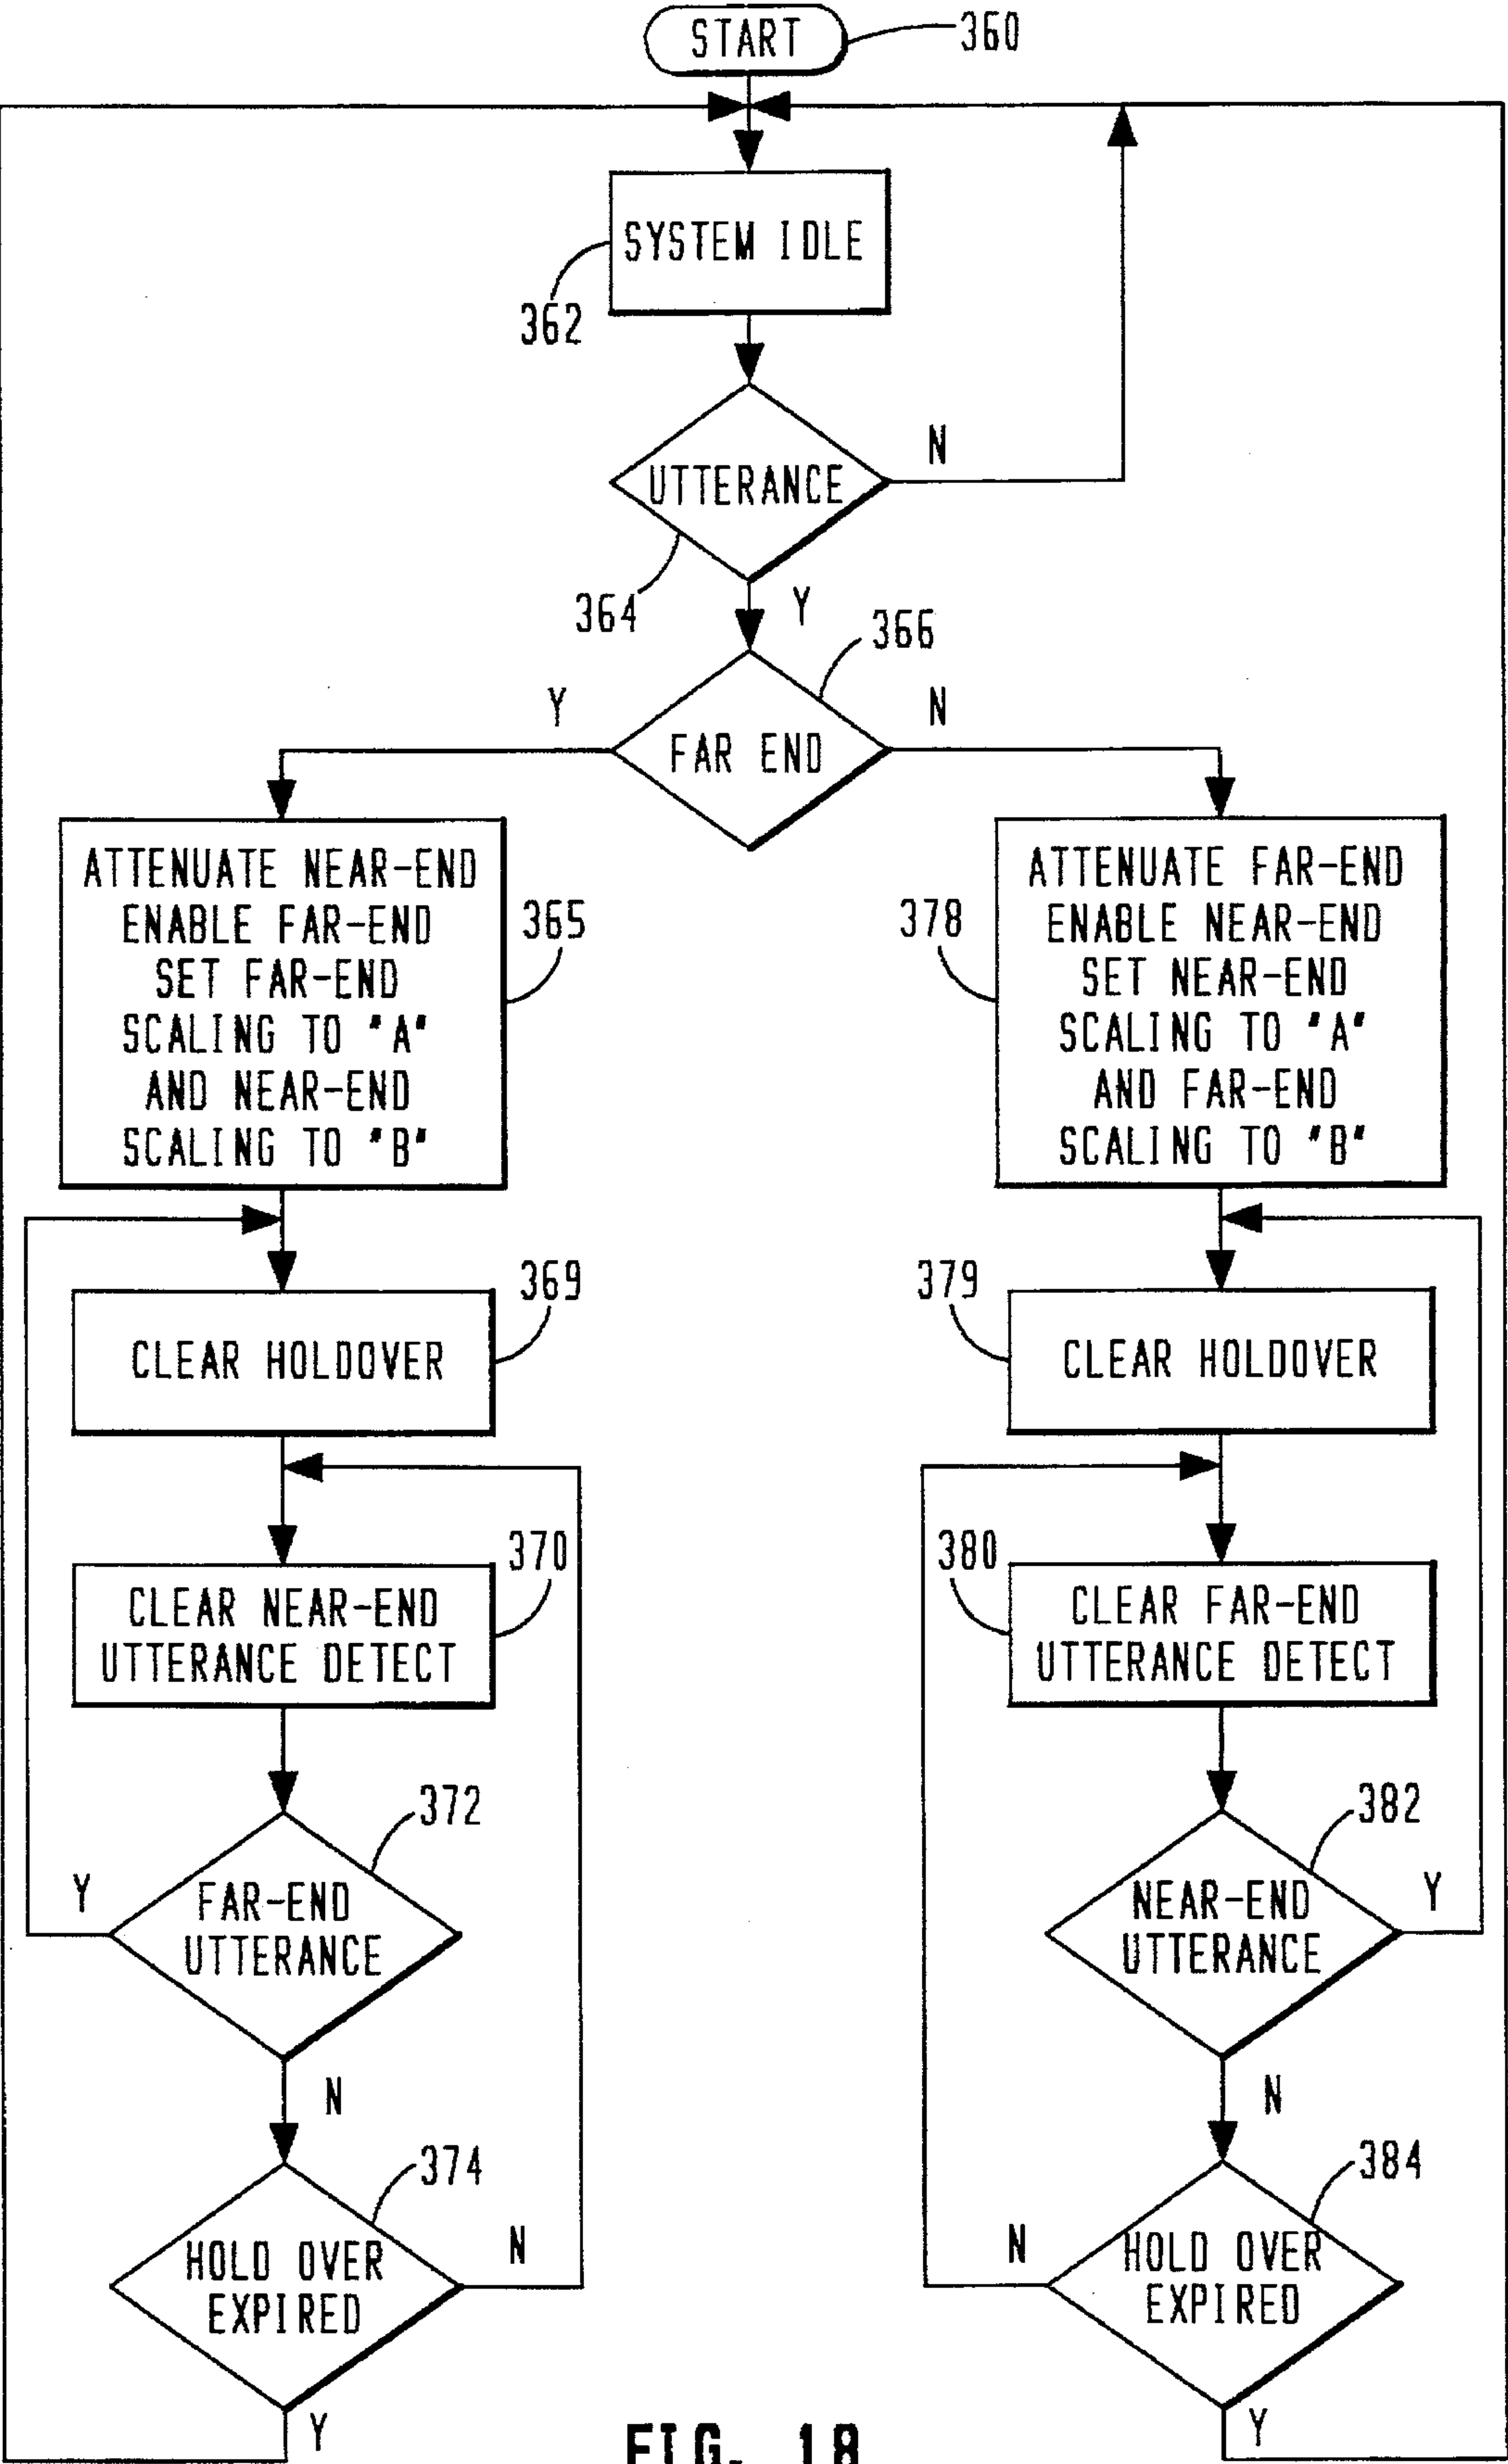 START
360
SYSTEM IDLE
362
UTTERANCE
N
364
Y
366
Y
N
FAR END
ATTENUATE NEAR-END
ENABLE FAR-END
SET FAR-END
SCALING TO "A"
AND NEAR-END
SCALING TO "B"
365
378
ATTENUATE FAR-END
ENABLE NEAR-END
SET NEAR-END
SCALING TO "A"
AND FAR-END
SCALING TO "B"
369
CLEAR HOLDOVER
379
CLEAR HOLDOVER
370
CLEAR NEAR-END
UTTERANCE DETECT
380
CLEAR FAR-END
UTTERANCE DETECT
372
Y
FAR-END
UTTERANCE
N
382
NEAR-END
UTTERANCE
Y
N
374
HOLD OVER
EXPIRED
N
Y
384
N
HOLD OVER
EXPIRED
Y
FIG. 18